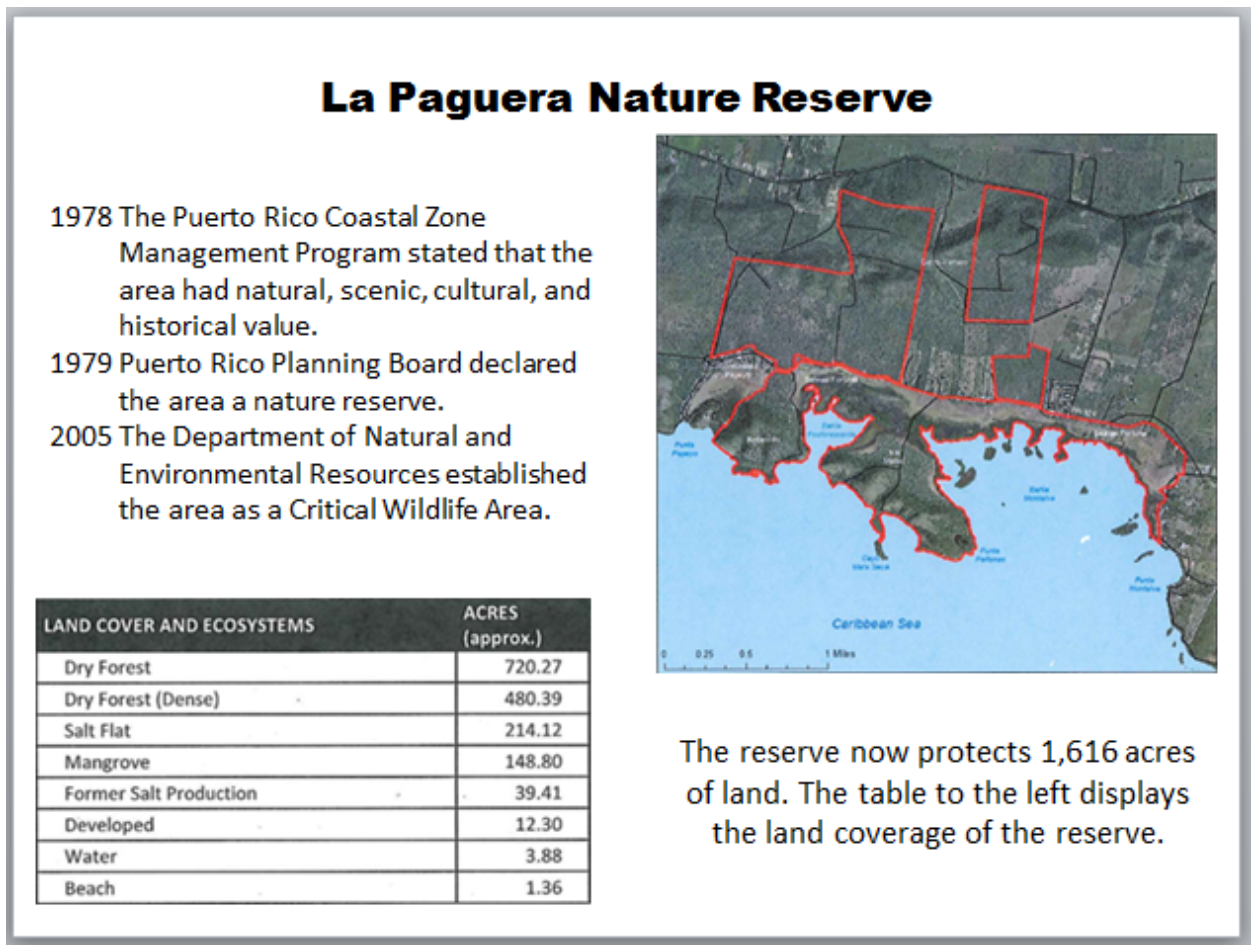 La Paguera Nature Reserve
1978 The Puerto Rico Coastal Zone
Management Program stated that the
area had natural, scenic, cultural, and
historical value.
1979 Puerto Rico Planning Board declared
the area a nature reserve.
2005 The Department of Natural and
Environmental Resources established
the area as a Critical Wildlife Area.
LAND COVER AND ECOSYSTEMS ACRES
(approx.)
Dry Forest 720.27
Dry Forest (Dense) 480.39
Salt Flat 214.12
Mangrove 148.80
Former Salt Production 39.41
Developed 12.30
Water 3.88
Beach 1.36
Punta
Bahia
Montalva
Punta
Punta
Montalva
Caribbean Sea
0 0.25 0.5 1 Miles
The reserve now protects 1,616 acres
of land. The table to the left displays
the land coverage of the reserve.